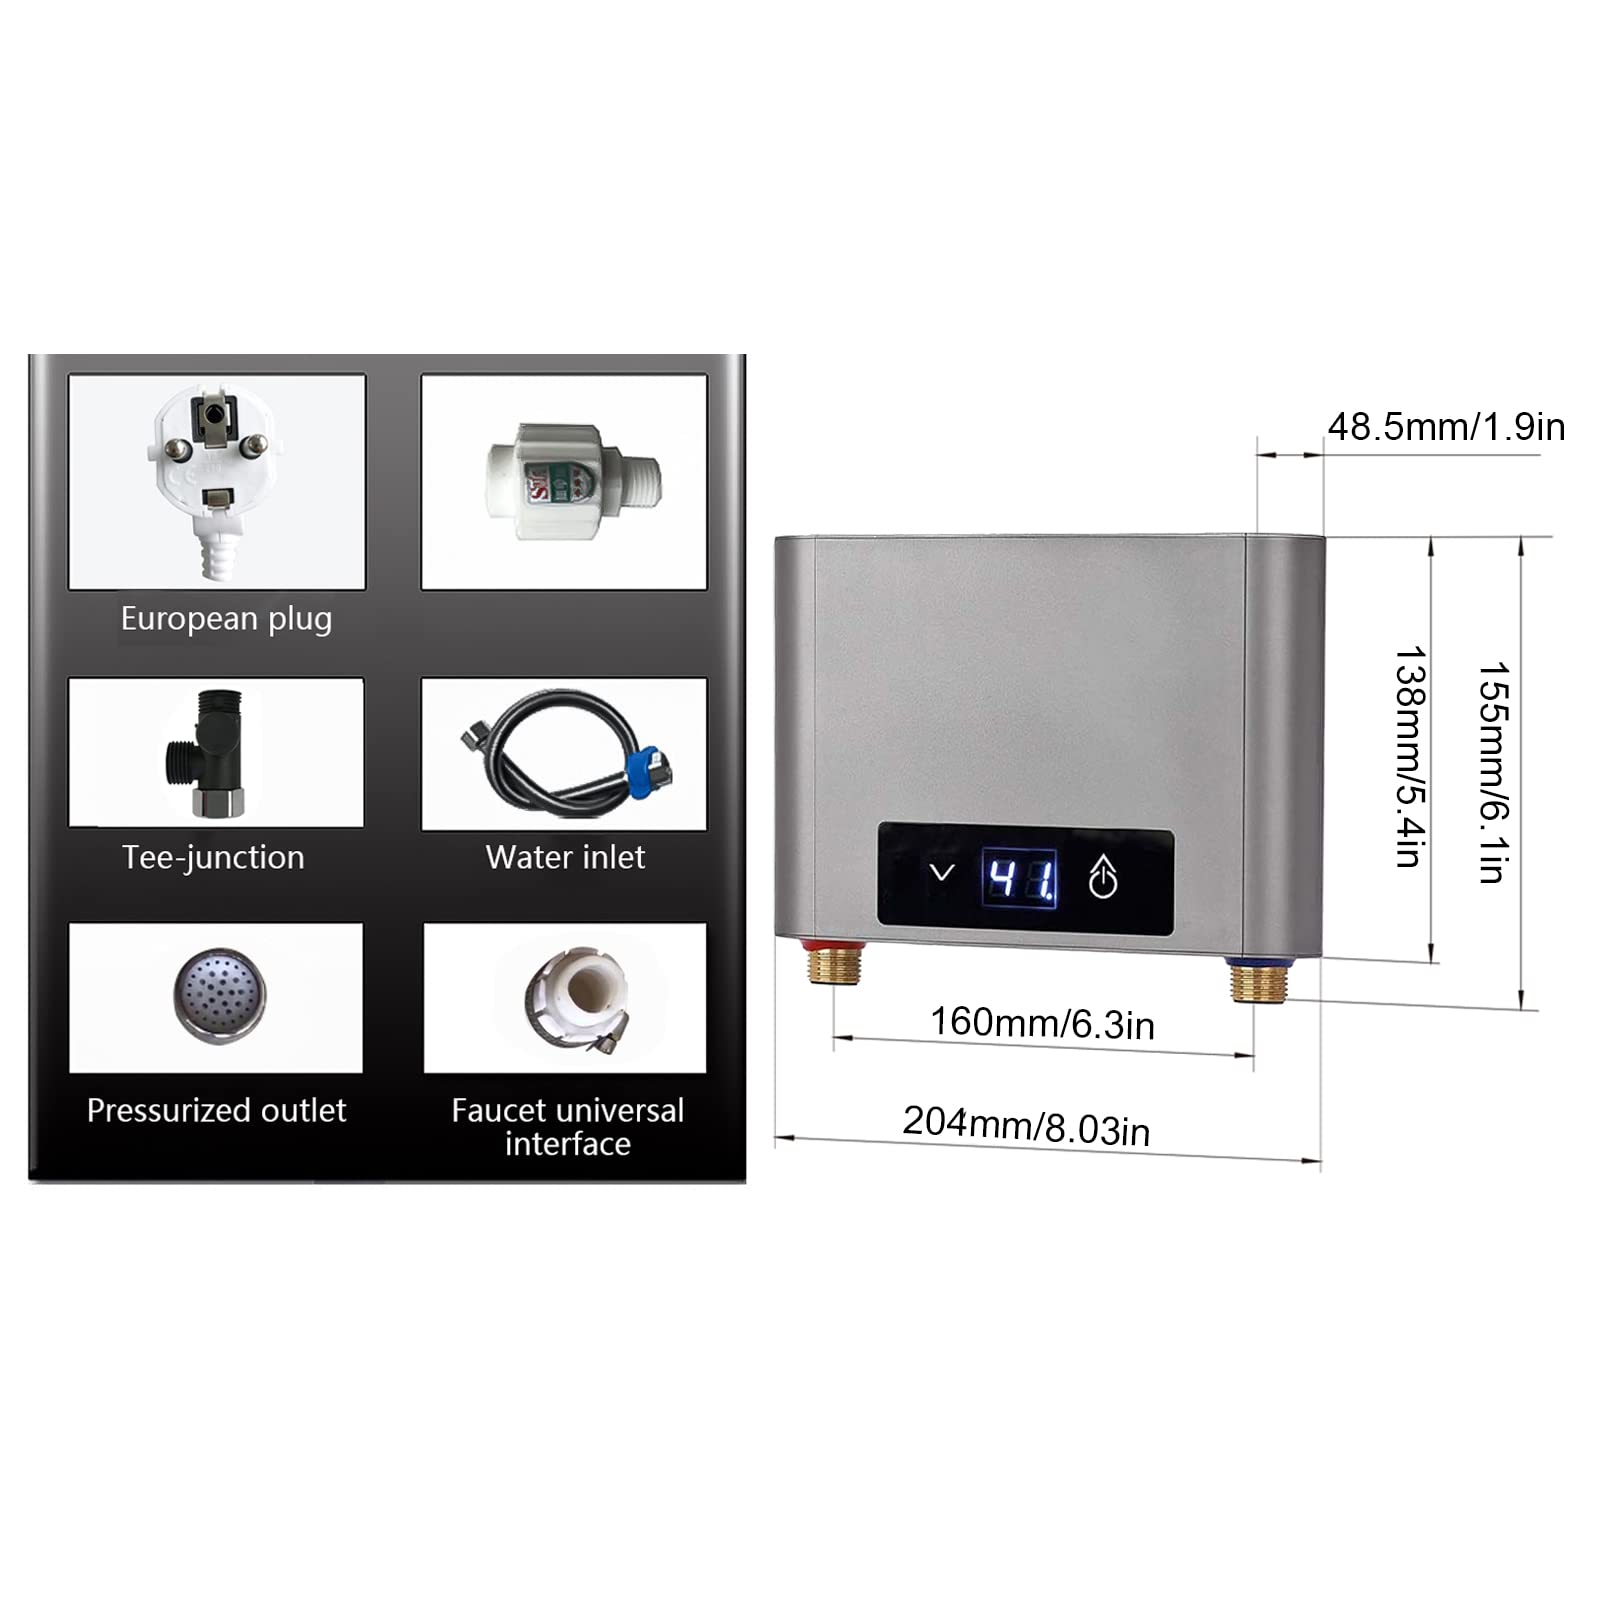 European plug
Tee-junction
Water inlet
Pressurized outlet
Faucet universal
interface
48.5mm/1.9in
138mm/5.4in
155mm/6.1in
41.
160mm/6.3in
204mm/8.03in